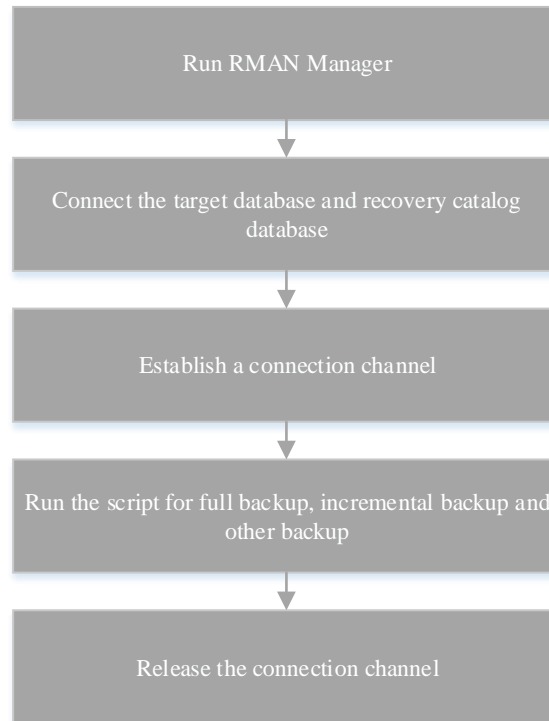 Run RMAN Manager
Connect the target database and recovery catalog
database
Establish a connection channel
Run the script for full backup, incremental backup and
other backup
Release the connection channel